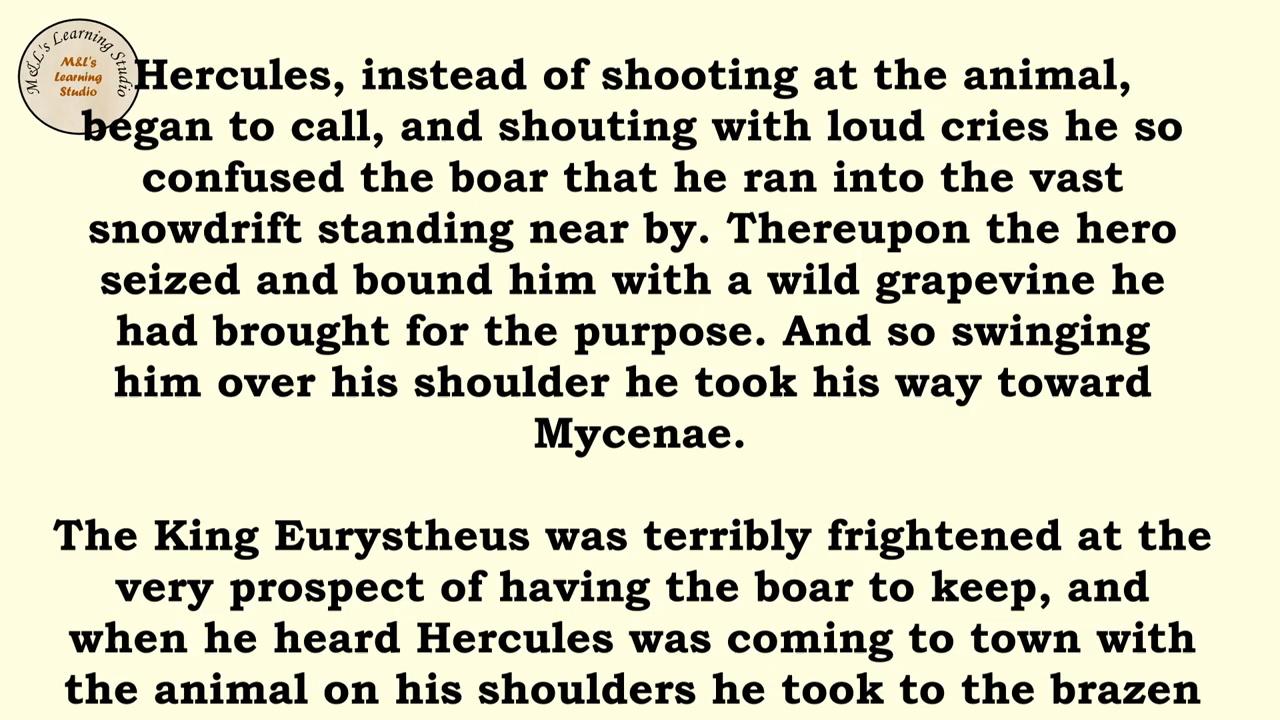 M&L's Learning Studio
M&L's
Learning
Studio
Hercules, instead of shooting at the animal,
began to call, and shouting with loud cries he so
confused the boar that he ran into the vast
snowdrift standing near by. Thereupon the hero
seized and bound him with a wild grapevine he
had brought for the purpose. And so swinging
him over his shoulder he took his way toward
Mycenae.
The King Eurystheus was terribly frightened at the
very prospect of having the boar to keep, and
when he heard Hercules was coming to town with
the animal on his shoulders he took to the brazen